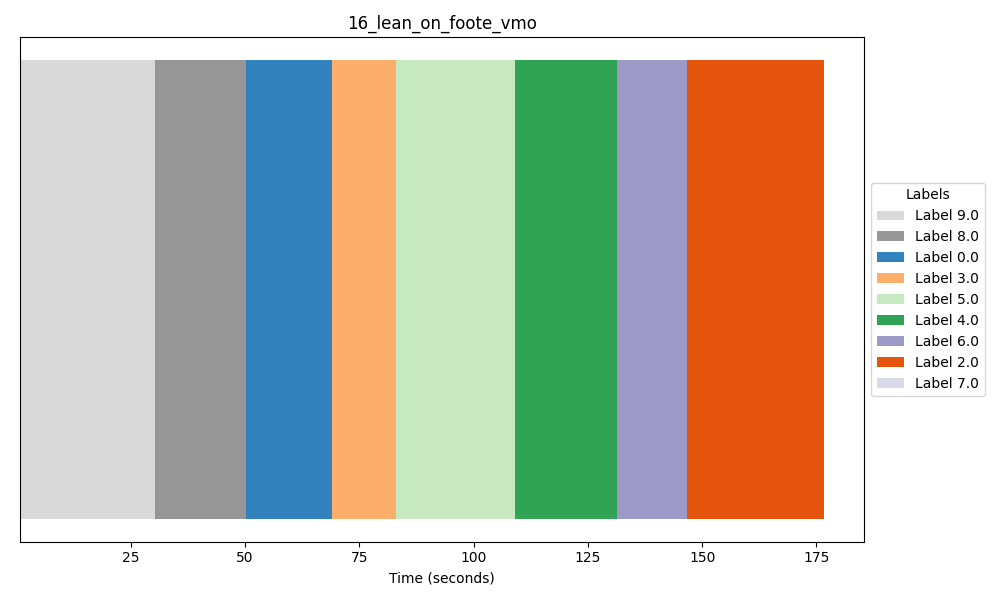 16_lean_on_foote_vmo
Labels
Label 9.0
Label 8.0
Label 0.0
Label 3.0
Label 5.0
Label 4.0
Label 6.0
Label 2.0
Label 7.0
25 50 75 100 125 150 175
Time (seconds)